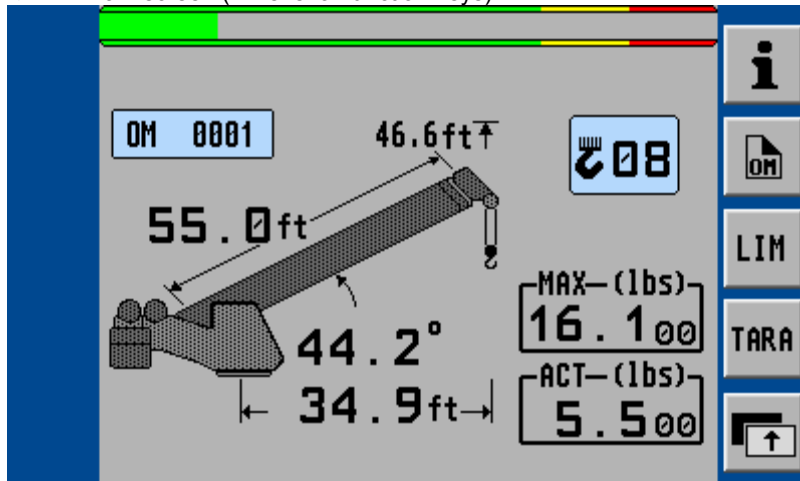 OM 0001
46.6ft
08
55.0ft
OM
LIM
MAX (lbs)
16.100
44.2°
TARA
ACT (lbs)
34.9ft
5.500
i